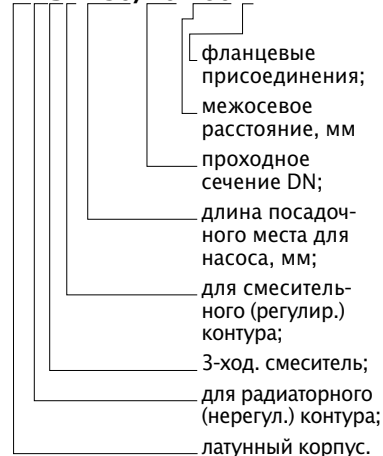 фланцевые
присоединения;
межосевое
расстояние, мм
проходное
сечение DN;
длина посадоч-
ного места для
насоса, мм;
для смеситель-
ного (регулир.)
контура;
3-ход. смеситель;
для радиаторного
(нерегул.) контура;
латунный корпус.